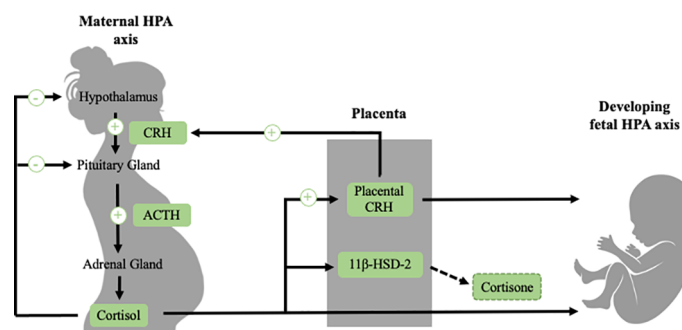 Maternal HPA
axis
Hypothalamus
CRH
Pituitary Gland
ACTH
Adrenal Gland
Cortisol
Placenta
Placental
CRH
11β-HSD-2
Cortisone
Developing
fetal HPA axis
-
-
+
+
+
+